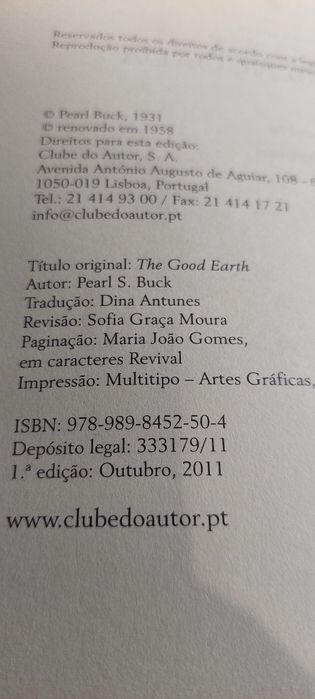 Reservados todos os direitos de acordo com a
Reprodução proibida por todos e quaisquer
© Pearl Buck, 1931
© renovado em 1958
Direitos para esta edição:
Clube do Autor, S. A.
Avenida António Augusto de Aguiar, 108 -
1050-019 Lisboa, Portugal
Tel.: 21 414 93 00 / Fax: 21 414 17 21
info@clubedoautor.pt
Título original: The Good Earth
Autor: Pearl S. Buck
Tradução: Dina Antunes
Revisão: Sofia Graça Moura
Paginação: Maria João Gomes,
em caracteres Revival
Impressão: Multitipo – Artes Gráficas,
ISBN: 978-989-8452-50-4
Depósito legal: 333179/11
1.ª edição: Outubro, 2011
www.clubedoautor.pt